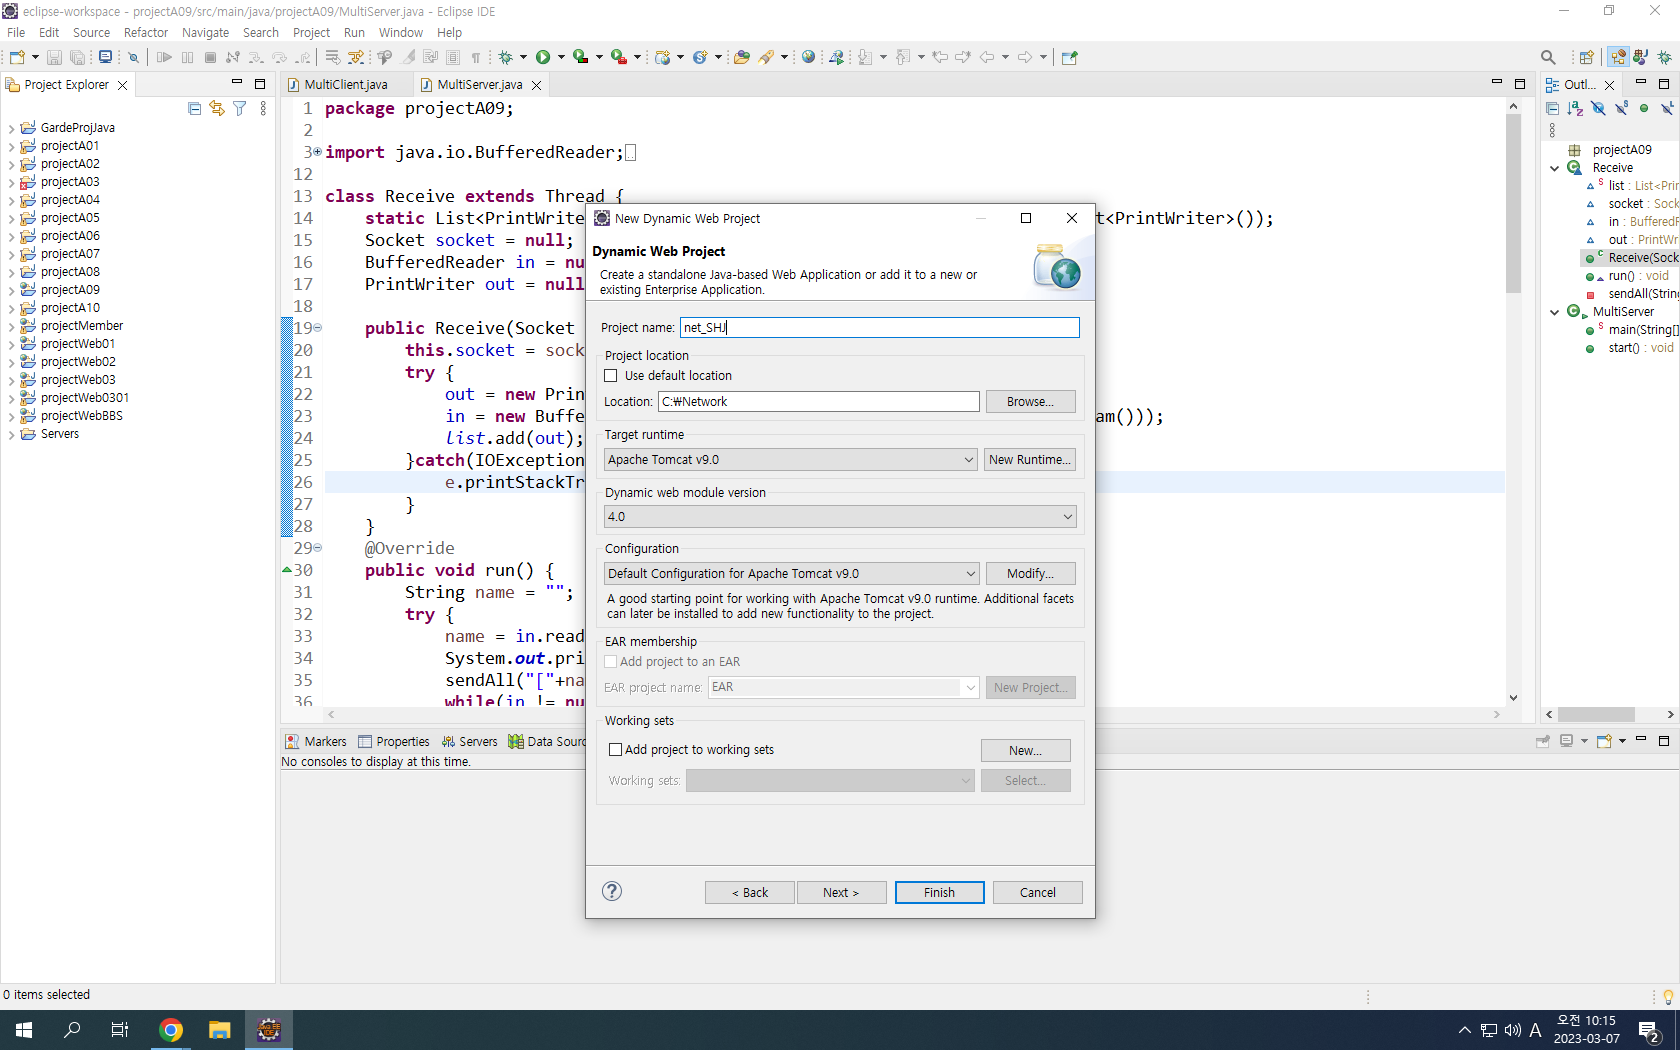 eclipse-workspace - projectA09/src/main/java/projectA09/MultiServer.java - Eclipse IDE
File Edit Source Refactor Navigate Search Project Run Window Help
Project Explorer
GardeProjJava
projectA01
projectA02
projectA03
projectA04
projectA05
projectA06
projectA07
projectA08
projectA09
projectA10
projectMember
projectWeb01
projectWeb02
projectWeb03
projectWeb0301
projectWebBBS
Servers
MultiClient.java MultiServer.java
1 package projectA09;
2
3 import java.io.BufferedReader;
12
13 class Receive extends Thread {
14 static List<PrintWrite t<PrintWriter>());
15 Socket socket = null;
16 BufferedReader in = nu
17 PrintWriter out = null
18
19 public Receive(Socket
20 this.socket = sock
21 try {
22 out = new Prin
23 in = new Buffe am()));
24 list.add(out);
25 }catch(IOException
26 e.printStackTr
27 }
28 }
29 @Override
30 public void run() {
31 String name = "";
32 try {
33 name = in.read
34 System.out.pri
35 sendAll("["+na
36 while(in != nu
New Dynamic Web Project
Dynamic Web Project
Create a standalone Java-based Web Application or add it to a new or
existing Enterprise Application.
Project name: net_SHJ
Project location
Use default location
Location: C:₩Network Browse...
Target runtime
Apache Tomcat v9.0 New Runtime...
Dynamic web module version
4.0
Configuration
Default Configuration for Apache Tomcat v9.0 Modify...
A good starting point for working with Apache Tomcat v9.0 runtime. Additional facets
can later be installed to add new functionality to the project.
EAR membership
Add project to an EAR
EAR project name: EAR New Project...
Working sets
Add project to working sets New...
Working sets: Select...
< Back Next > Finish Cancel
Outl...
projectA09
Receive
list : List<Prin
socket : Sock
in : BufferedR
out : PrintWr
Receive(Sock
run() : void
sendAll(String
MultiServer
main(String[]
start() : void
Markers Properties Servers Data Sourc
No consoles to display at this time.
0 items selected
A
오전 10:15
2023-03-07
2